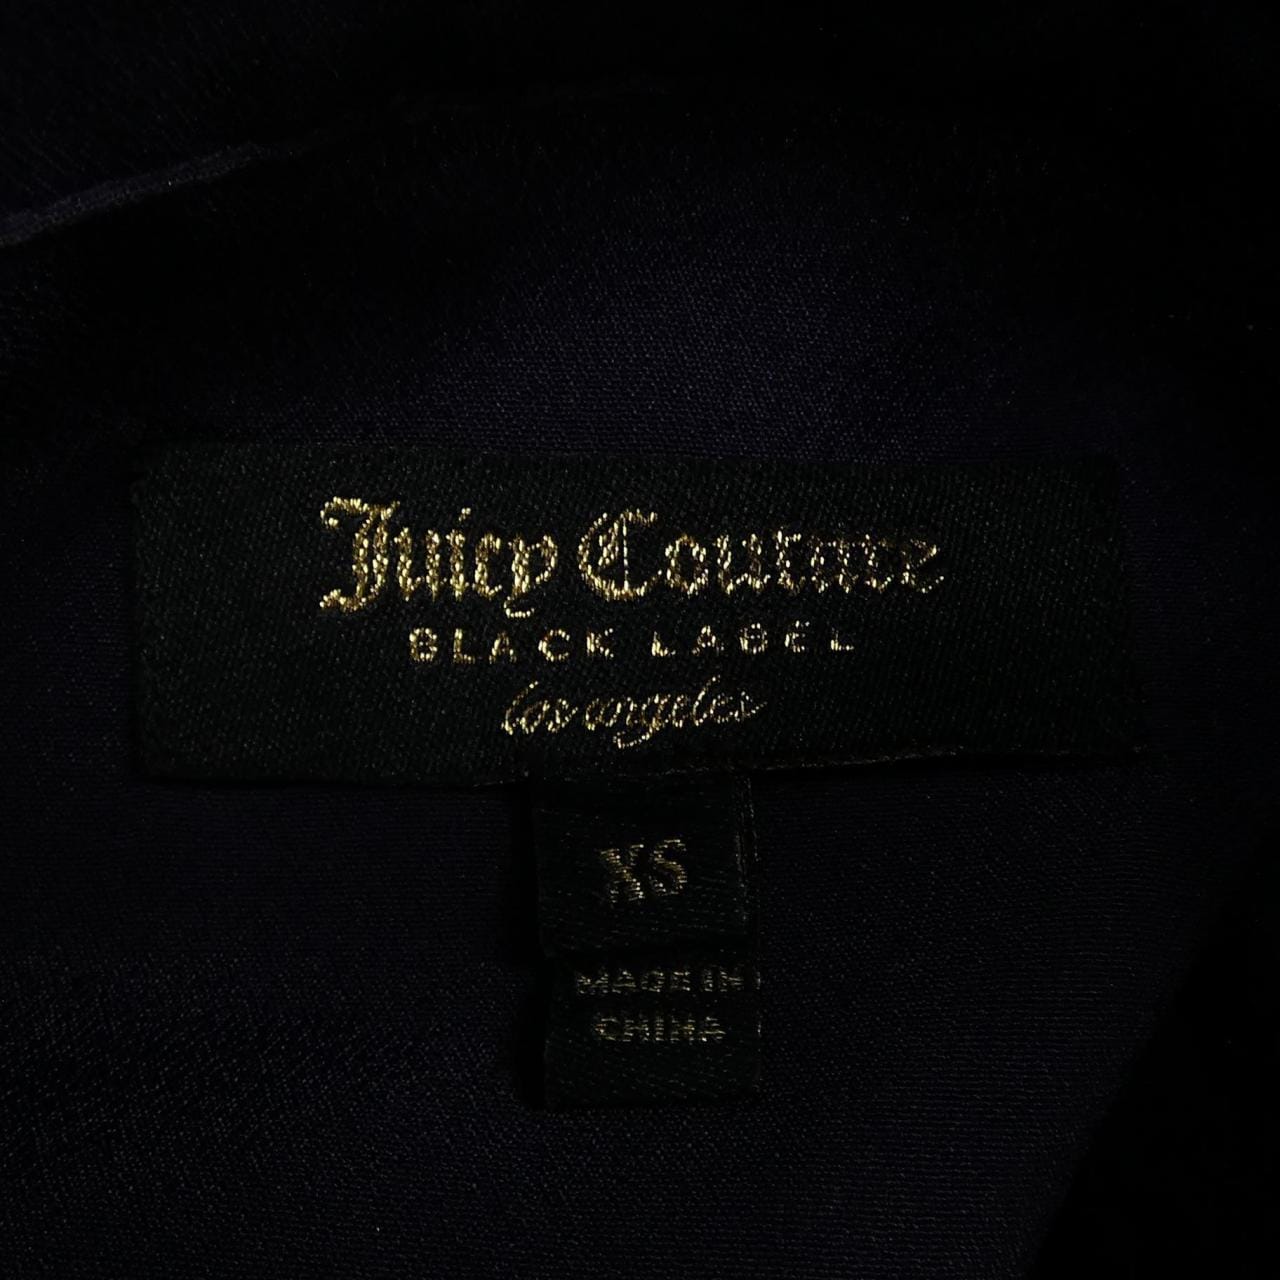 Juicy Couture
BLACK LABEL
los angeles
XS
MADE IN
CHINA